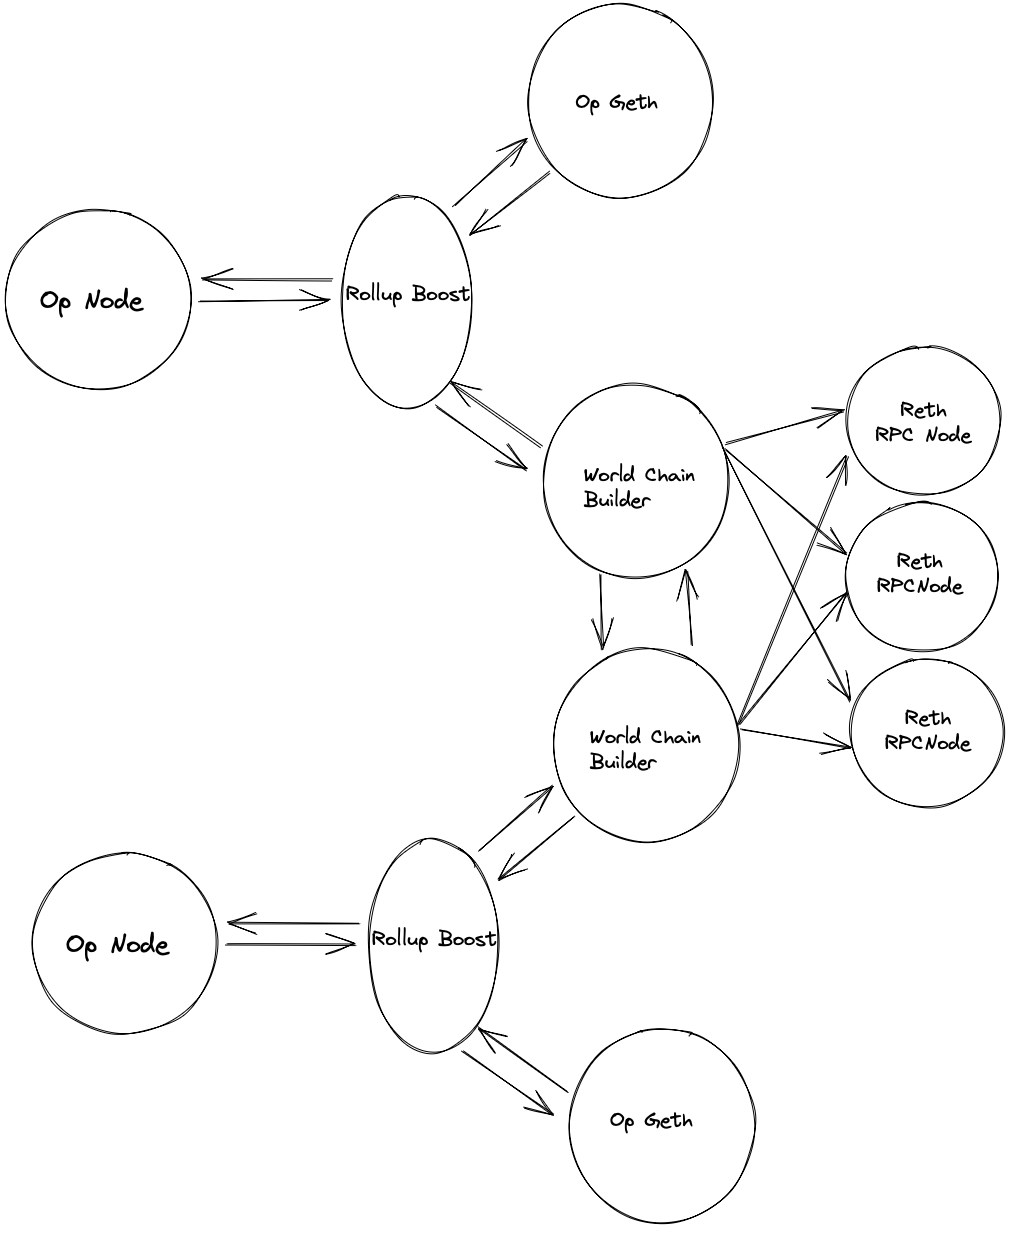 Op Geth
Op Node
Rollup Boost
World Chain
Builder
Reth
RPC Node
Reth
RPCNode
Reth
RPCNode
World Chain
Builder
Op Node
Rollup Boost
Op Geth